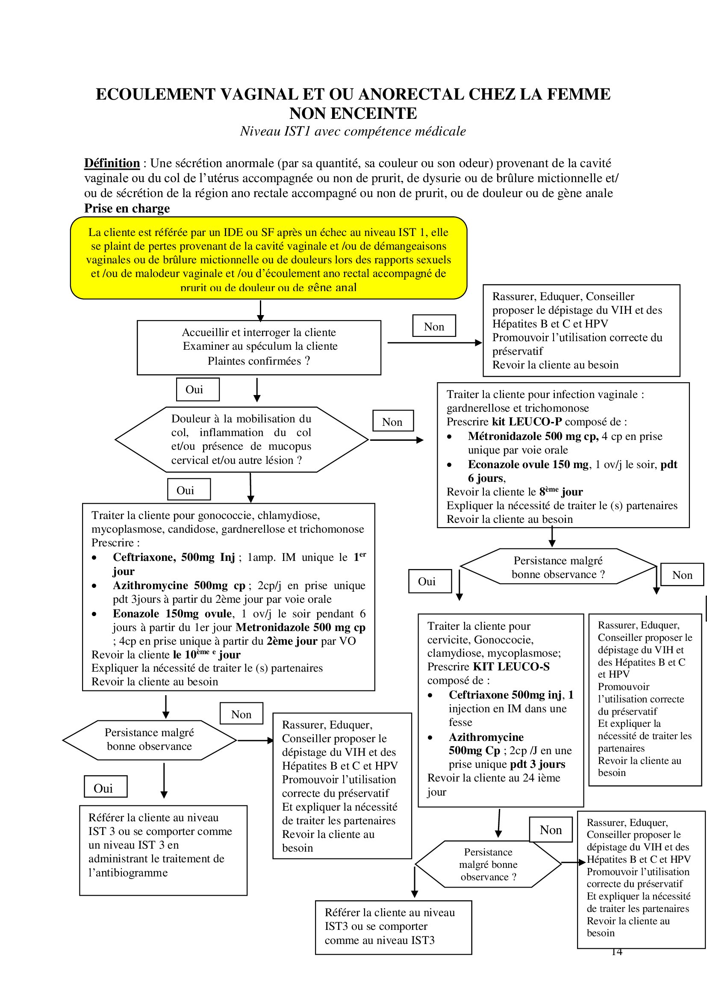 ECOULEMENT VAGINAL ET OU ANORECTAL CHEZ LA FEMME
NON ENCEINTE
Niveau IST1 avec compétence médicale
Définition : Une sécrétion anormale (par sa quantité, sa couleur ou son odeur) provenant de la cavité
vaginale ou du col de l’utérus accompagnée ou non de prurit, de dysurie ou de brûlure mictionnelle et/
ou de sécrétion de la région ano rectale accompagné ou non de prurit, ou de douleur ou de gène anale
Prise en charge
La cliente est référée par un IDE ou SF après un échec au niveau IST 1, elle
se plaint de pertes provenant de la cavité vaginale et /ou de démangeaisons
vaginales ou de brûlure mictionnelle ou de douleurs lors des rapports sexuels
et /ou de malodeur vaginale et /ou d’écoulement ano rectal accompagné de
prurit ou de douleur ou de gêne anal
Accueillir et interroger la cliente
Examiner au spéculum la cliente
Plaintes confirmées ?
Non
Rassurer, Eduquer, Conseiller
proposer le dépistage du VIH et des
Hépatites B et C et HPV
Promouvoir l’utilisation correcte du
préservatif
Revoir la cliente au besoin
Oui
Douleur à la mobilisation du
col, inflammation du col
et/ou présence de mucopus
cervical et/ou autre lésion ?
Non
Traiter la cliente pour infection vaginale :
gardnerellose et trichomonose
Prescrire kit LEUCO-P composé de :
• Métronidazole 500 mg cp, 4 cp en prise
unique par voie orale
• Econazole ovule 150 mg, 1 ov/j le soir, pdt
6 jours,
Revoir la cliente le 8ème jour
Expliquer la nécessité de traiter le (s) partenaires
Revoir la cliente au besoin
Oui
Traiter la cliente pour gonococcie, chlamydiose,
mycoplasmose, candidose, gardnerellose et trichomonose
Prescrire :
• Ceftriaxone, 500mg Inj ; 1amp. IM unique le 1er
jour
• Azithromycine 500mg cp ; 2cp/j en prise unique
pdt 3jours à partir du 2ème jour par voie orale
• Eonazole 150mg ovule, 1 ov/j le soir pendant 6
jours à partir du 1er jour Metronidazole 500 mg cp
; 4cp en prise unique à partir du 2ème jour par VO
Revoir la cliente le 10ème e jour
Expliquer la nécessité de traiter le (s) partenaires
Revoir la cliente au besoin
Persistance malgré
bonne observance ?
Oui
Non
Traiter la cliente pour
cervicite, Gonoccocie,
clamydiose, mycoplasmose;
Prescrire KIT LEUCO-S
composé de :
• Ceftriaxone 500mg inj, 1
injection en IM dans une
fesse
• Azithromycine
500mg Cp ; 2cp /J en une
prise unique pdt 3 jours
Revoir la cliente au 24 ième
jour
Rassurer, Eduquer,
Conseiller proposer le
dépistage du VIH et
des Hépatites B et C
et HPV
Promouvoir
l’utilisation correcte
du préservatif
Et expliquer la
nécessité de traiter les
partenaires
Revoir la cliente au
besoin
Persistance malgré
bonne observance
Non
Rassurer, Eduquer,
Conseiller proposer le
dépistage du VIH et des
Hépatites B et C et HPV
Promouvoir l’utilisation
correcte du préservatif
Et expliquer la nécessité
de traiter les partenaires
Revoir la cliente au
besoin
Oui
Référer la cliente au niveau
IST 3 ou se comporter comme
un niveau IST 3 en
administrant le traitement de
l’antibiogramme
Persistance
malgré bonne
observance ?
Non
Rassurer, Eduquer,
Conseiller proposer le
dépistage du VIH et des
Hépatites B et C et HPV
Promouvoir l’utilisation
correcte du préservatif
Et expliquer la nécessité
de traiter les partenaires
Revoir la cliente au
besoin
Référer la cliente au niveau
IST3 ou se comporter
comme au niveau IST3
14